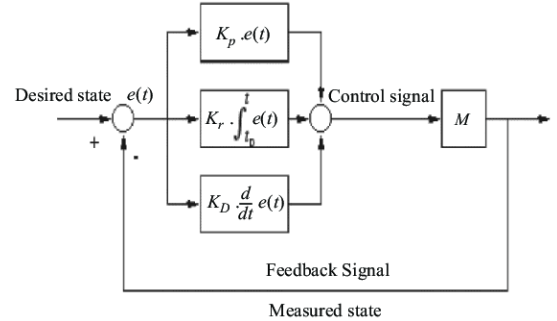 K_p .e(t)
Desired state e(t)
+
-
K_r . ∫_{t_0}^{t} e(t)
Control signal
M
K_D . d/dt e(t)
Feedback Signal
Measured state